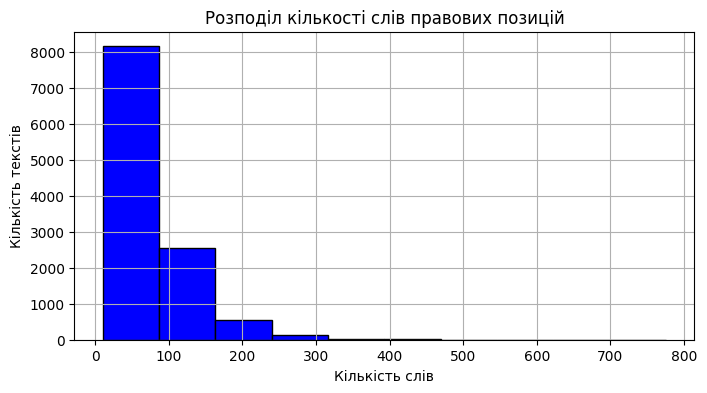 Розподіл кількості слів правових позицій
Кількість текстів
8000
7000
6000
5000
4000
3000
2000
1000
0
0 100 200 300 400 500 600 700 800
Кількість слів